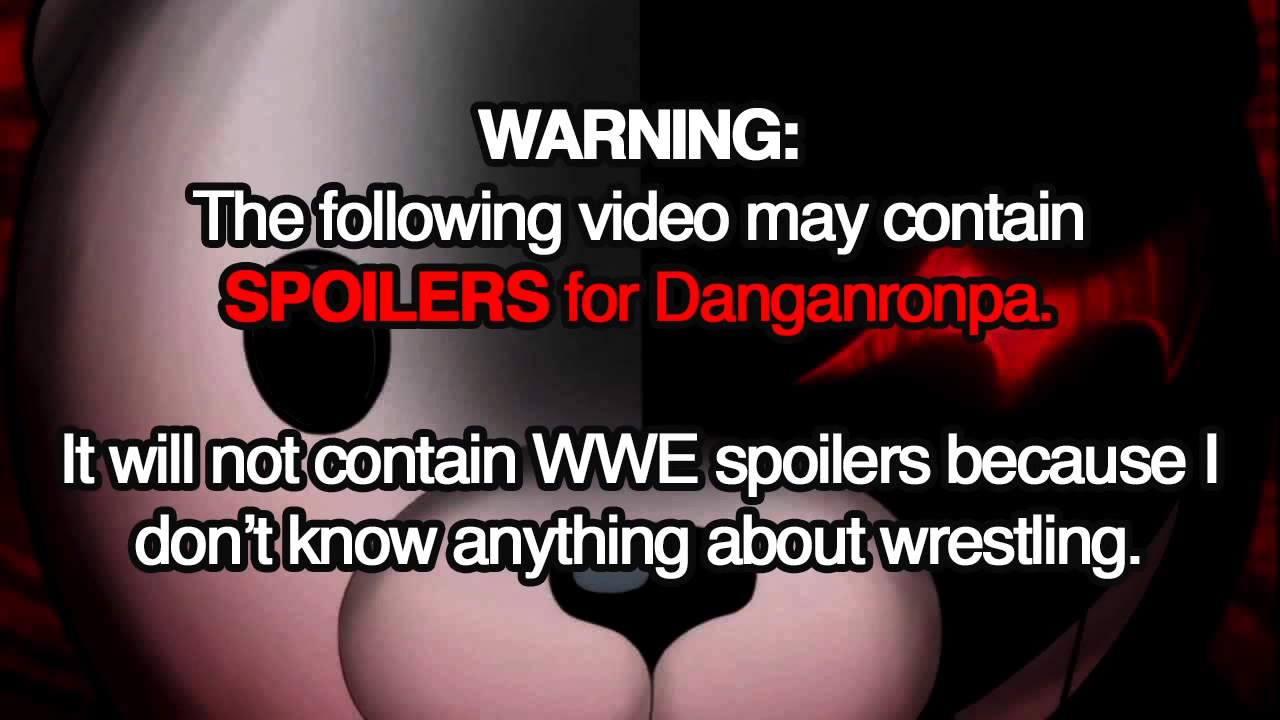 WARNING:
The following video may contain
SPOILERS for Danganronpa.
It will not contain WWE spoilers because I
don’t know anything about wrestling.